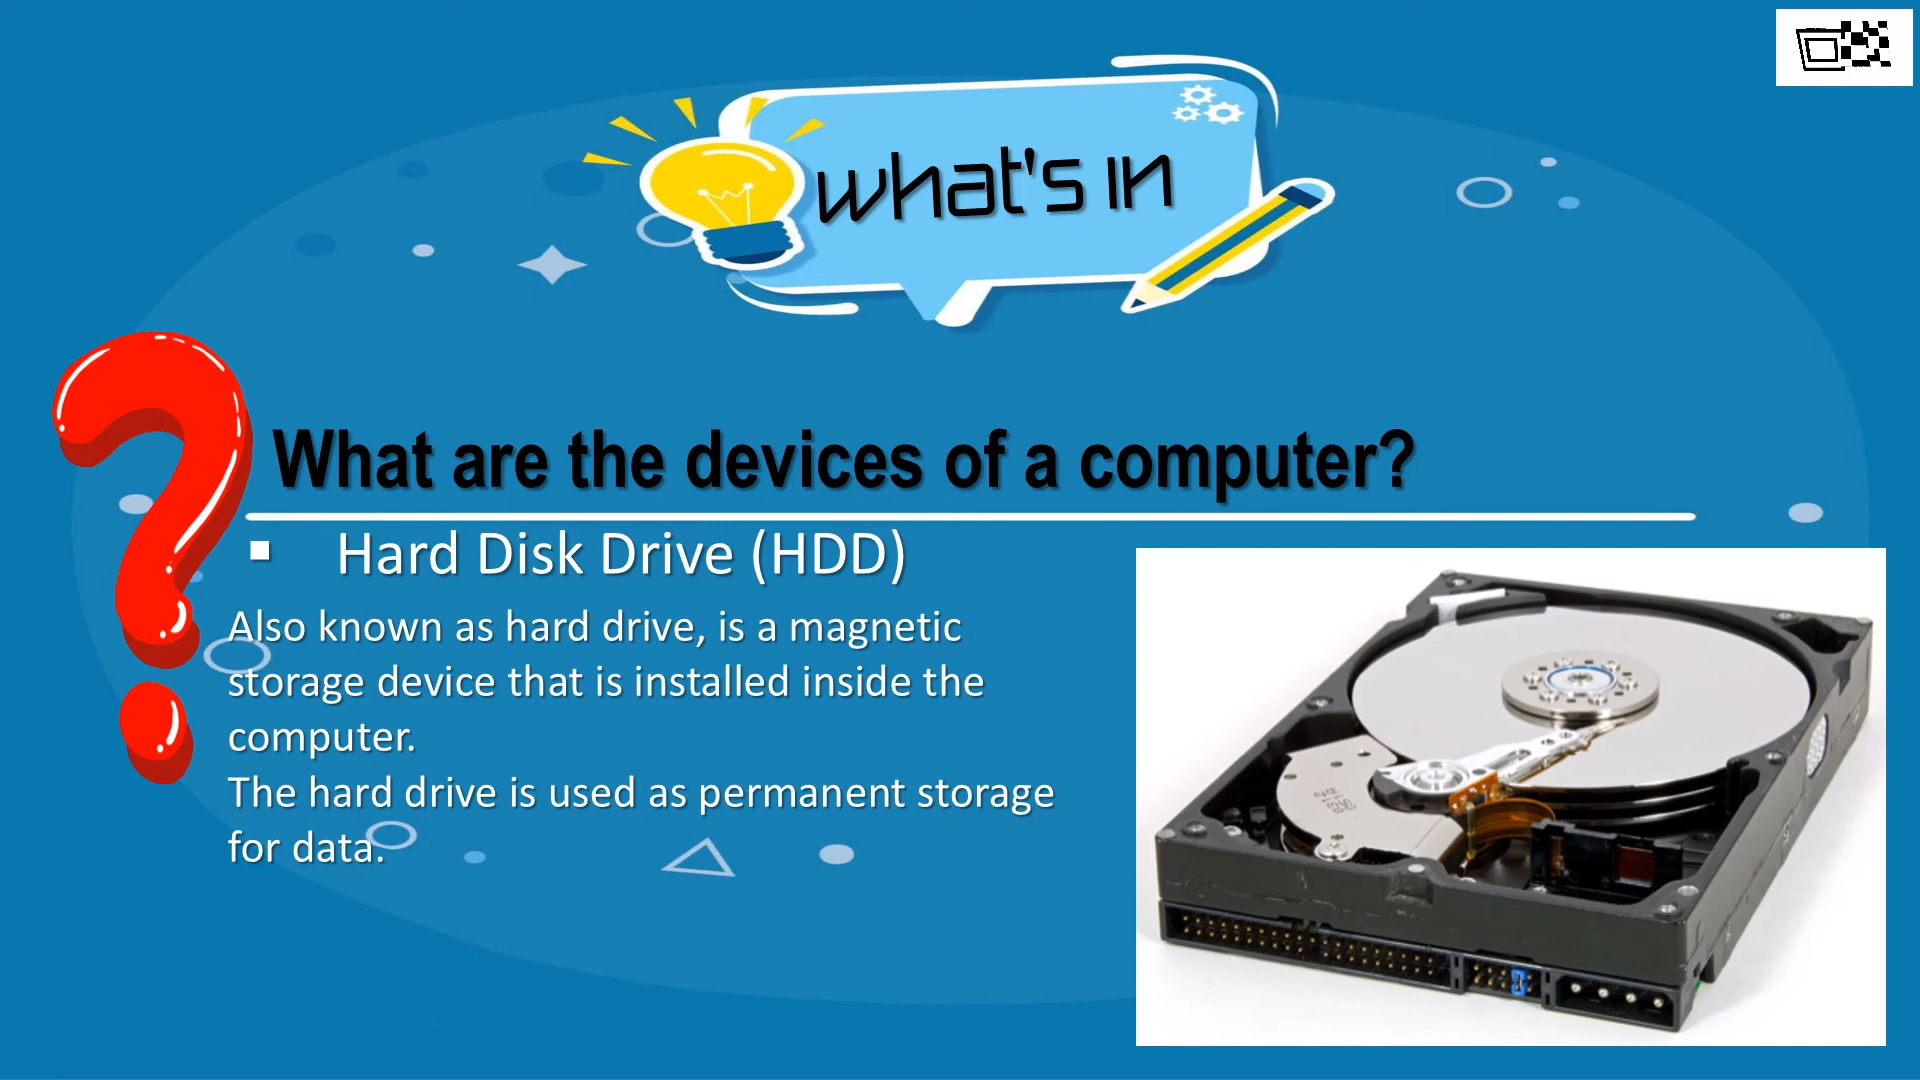 what's in
What are the devices of a computer?
▪ Hard Disk Drive (HDD)
Also known as hard drive, is a magnetic
storage device that is installed inside the
computer.
The hard drive is used as permanent storage
for data.